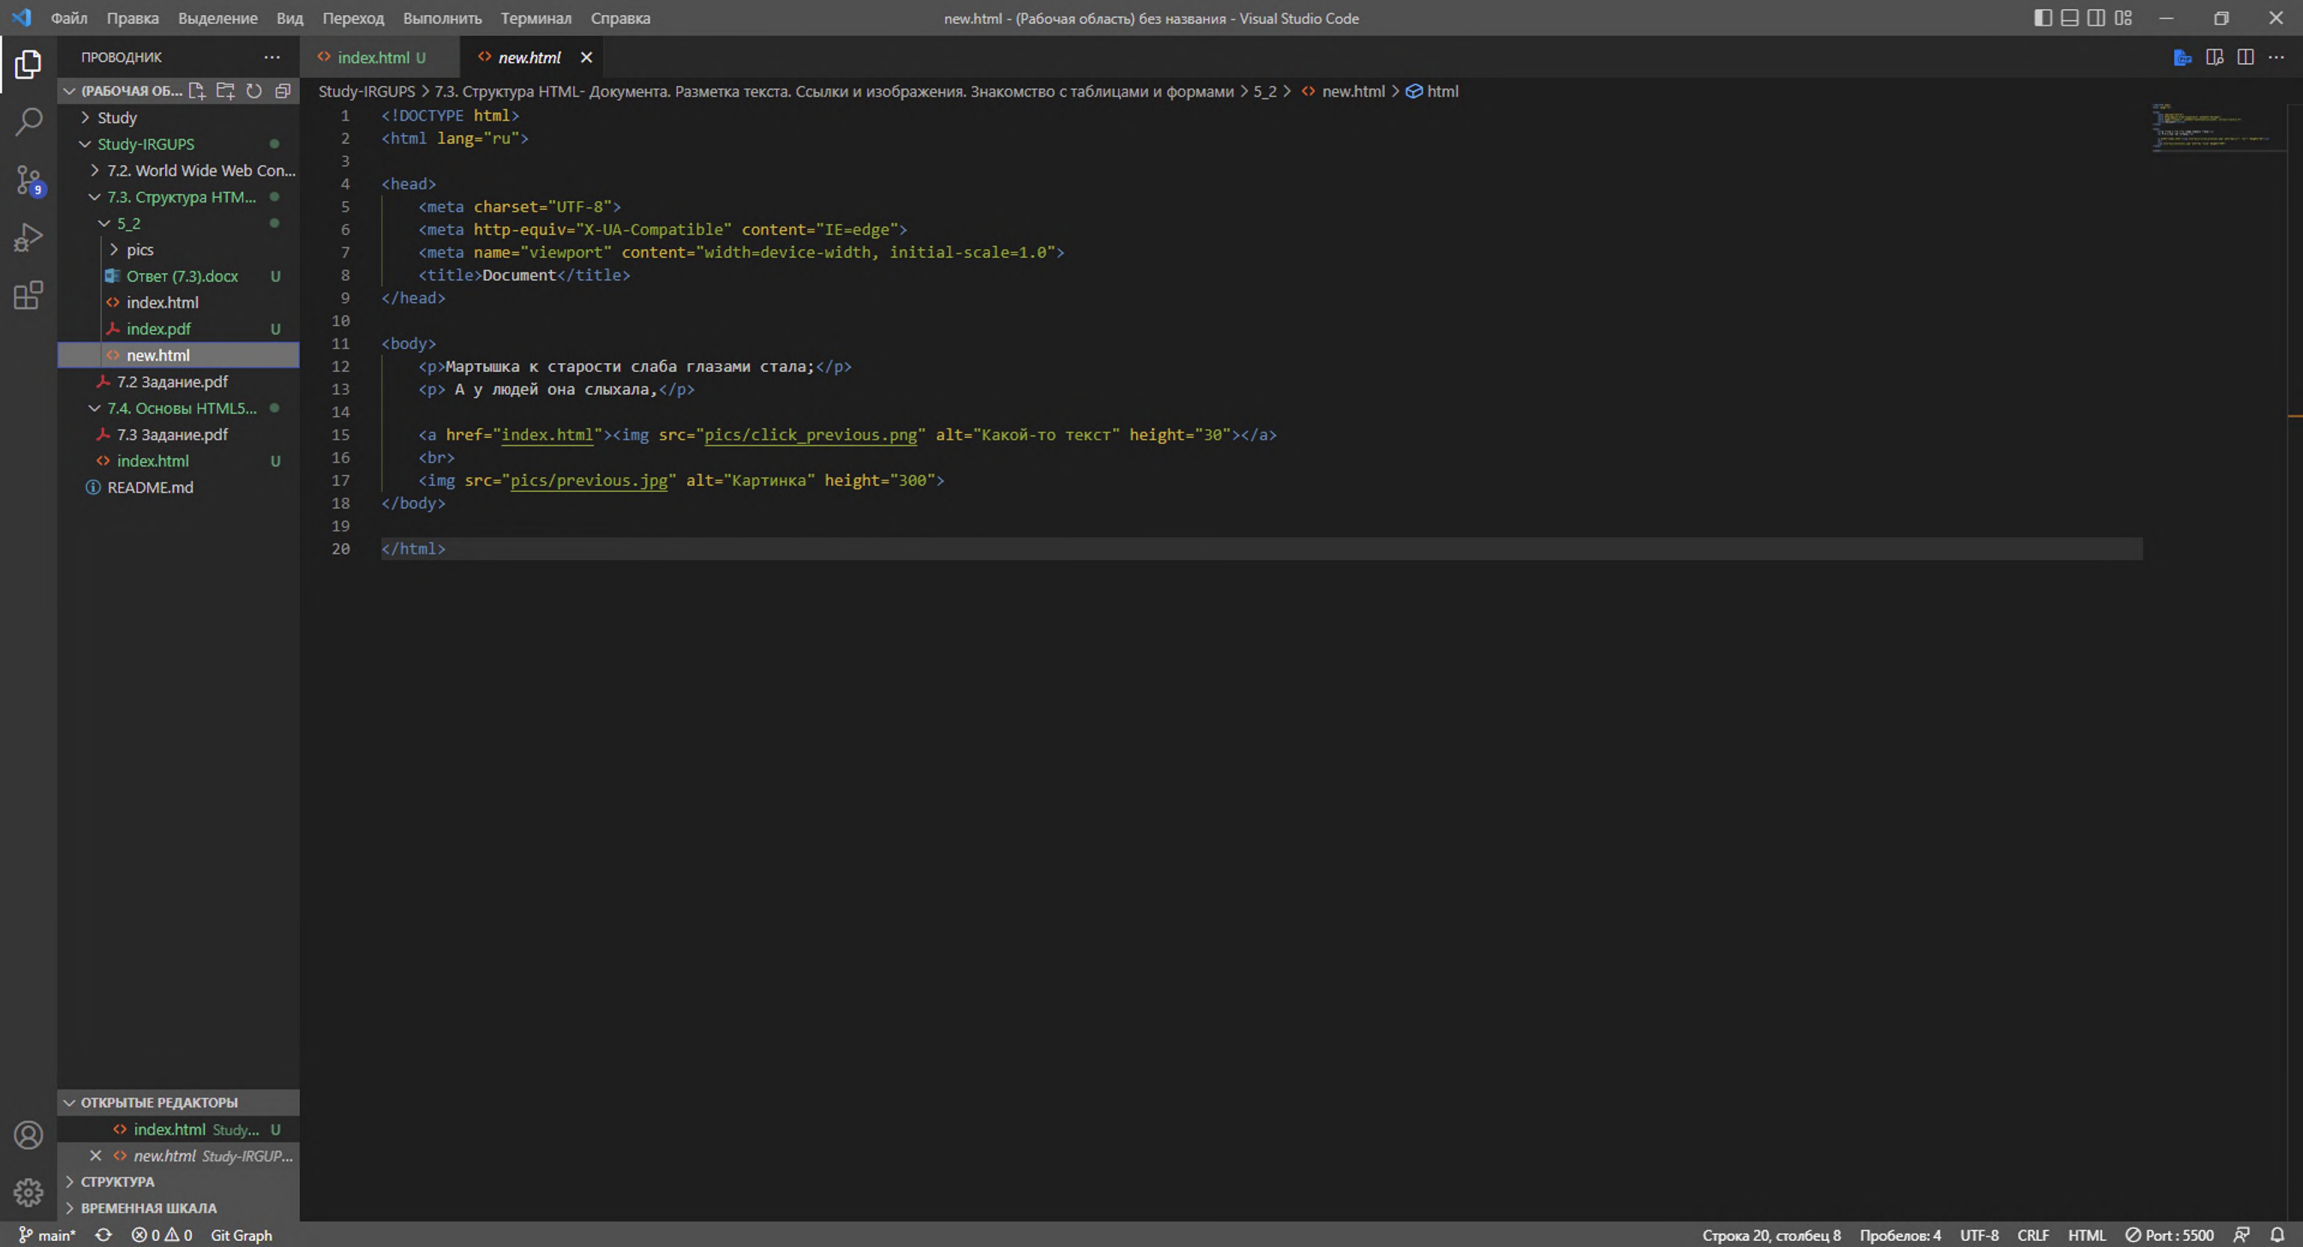 Файл Правка Выделение Вид Переход Выполнить Терминал Справка
new.html - (Рабочая область) без названия - Visual Studio Code
ПРОВОДНИК ···
index.html U
new.html
(РАБОЧАЯ ОБ...
Study-IRGUPS > 7.3. Структура HTML- Документа. Разметка текста. Ссылки и изображения. Знакомство с таблицами и формами > 5_2 > new.html > html
Study
Study-IRGUPS
7.2. World Wide Web Con...
7.3. Структура HTM...
5_2
pics
Ответ (7.3).docx U
index.html
index.pdf U
new.html
7.2 Задание.pdf
7.4. Основы HTML5...
7.3 Задание.pdf
index.html U
README.md
1 <!DOCTYPE html>
2 <html lang="ru">
3
4 <head>
5 <meta charset="UTF-8">
6 <meta http-equiv="X-UA-Compatible" content="IE=edge">
7 <meta name="viewport" content="width=device-width, initial-scale=1.0">
8 <title>Document</title>
9 </head>
10
11 <body>
12 <p>Мартышка к старости слаба глазами стала;</p>
13 <p> А у людей она слыхала,</p>
14
15 <a href="index.html"><img src="pics/click_previous.png" alt="Какой-то текст" height="30"></a>
16 <br>
17 <img src="pics/previous.jpg" alt="Картинка" height="300">
18 </body>
19
20 </html>
9
ОТКРЫТЫЕ РЕДАКТОРЫ
index.html Study... U
new.html Study-IRGUP...
СТРУКТУРА
ВРЕМЕННАЯ ШКАЛА
main* 0 0 Git Graph
Строка 20, столбец 8 Пробелов: 4 UTF-8 CRLF HTML Port : 5500